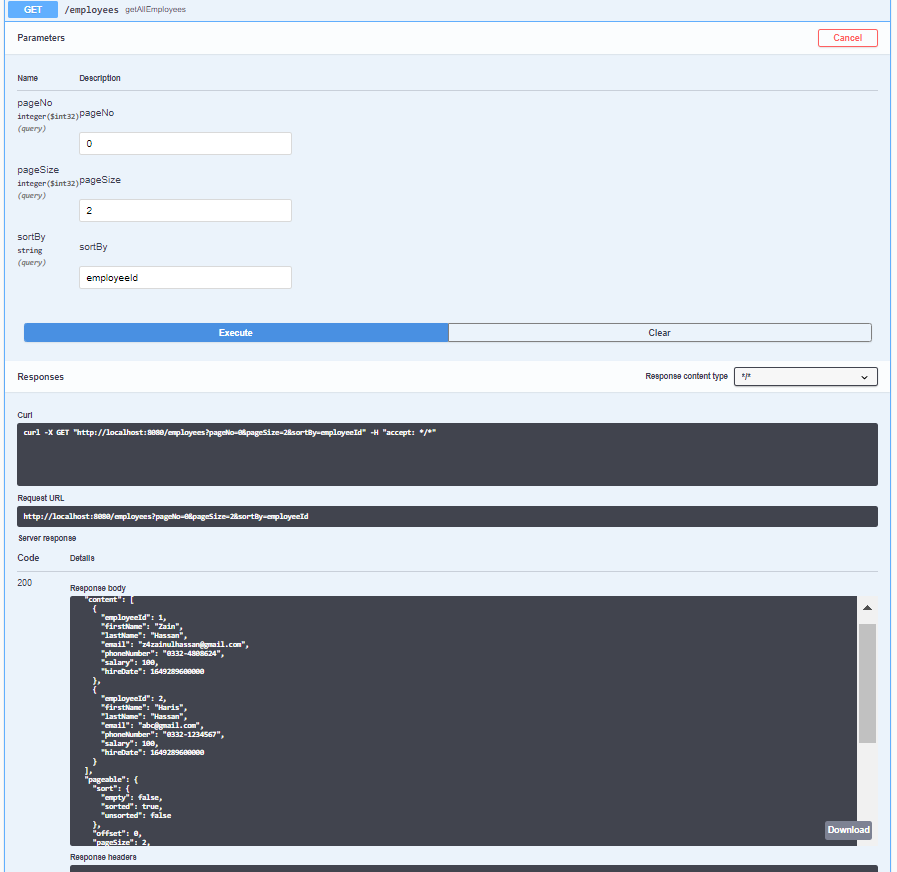 GET /employees getAllEmployees
Parameters
Cancel
Name Description
pageNo
integer($int32)
(query)
pageNo
0
pageSize
integer($int32)
(query)
pageSize
2
sortBy
string
(query)
sortBy
employeeId
Execute Clear
Responses Response content type */*
Curl
curl -X GET "http://localhost:8080/employees?pageNo=0&pageSize=2&sortBy=employeeId" -H "accept: */*"
Request URL
http://localhost:8080/employees?pageNo=0&pageSize=2&sortBy=employeeId
Server response
Code Details
200
Response body
"content": [
{
"employeeId": 1,
"firstName": "Zain",
"lastName": "Hassan",
"email": "z4zainulhassan@gmail.com",
"phoneNumber": "0332-4808624",
"salary": 100,
"hireDate": 1649289600000
},
{
"employeeId": 2,
"firstName": "Haris",
"lastName": "Hassan",
"email": "abc@gmail.com",
"phoneNumber": "0332-1234567",
"salary": 100,
"hireDate": 1649289600000
}
],
"pageable": {
"sort": {
"empty": false,
"sorted": true,
"unsorted": false
},
"offset": 0,
"pageSize": 2,
Download
Response headers